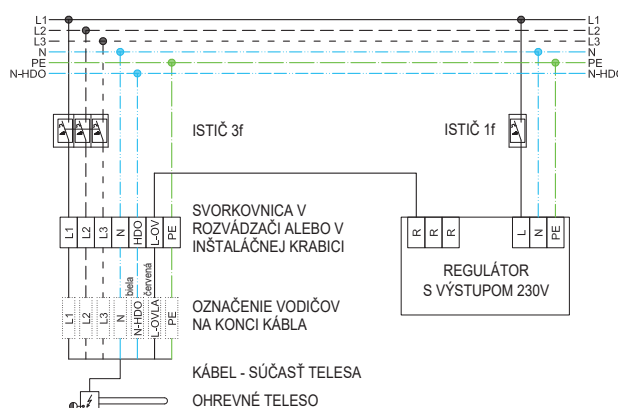 L1
L2
L3
N
PE
N-HDO
L1
L2
L3
N
PE
N-HDO
ISTIČ 3f
ISTIČ 1f
L1
L2
L3
N
HDO
L-OV
PE
SVORKOVNICA V
ROZVÁDZAČI ALEBO V
INŠTALÁČNEJ KRABICI
R
R
R
L
N
PE
REGULÁTOR
S VÝSTUPOM 230V
biela
červená
L1
L2
L3
N
N-HDO
L-OVLA
PE
OZNAČENIE VODIČOV
NA KONCI KÁBLA
KÁBEL - SÚČASŤ TELESA
OHREVNÉ TELESO